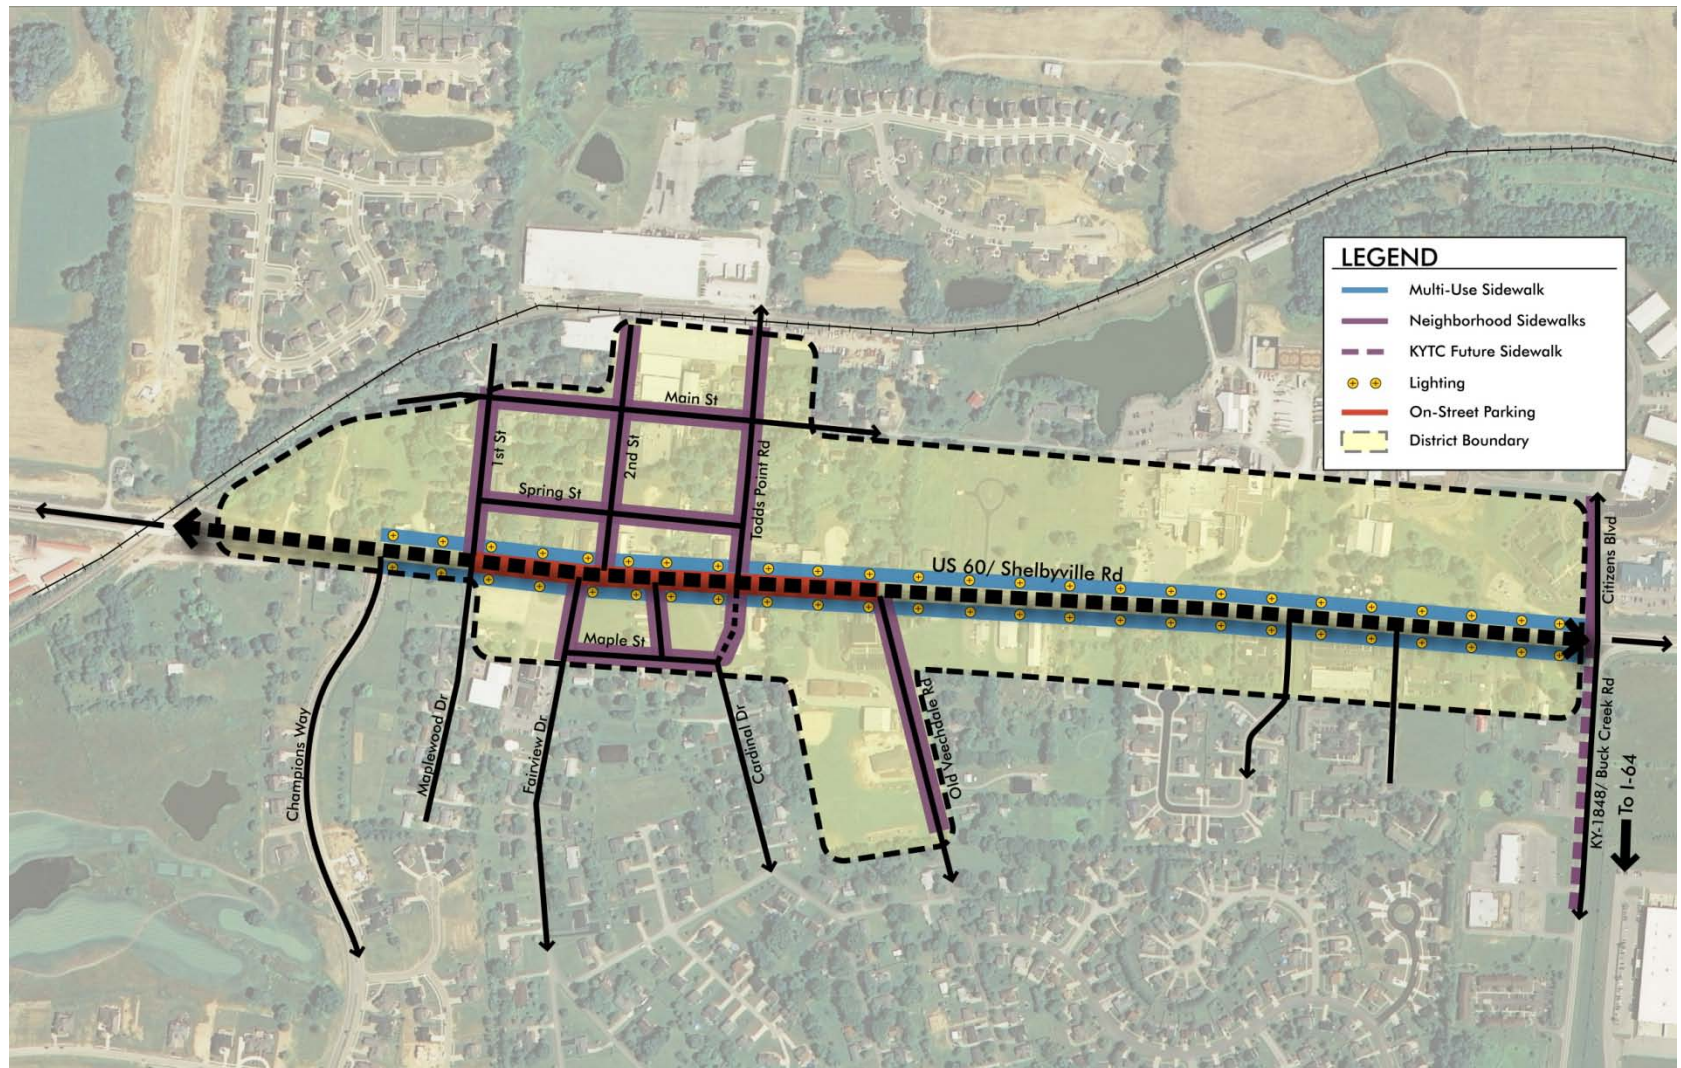 LEGEND
Multi-Use Sidewalk
Neighborhood Sidewalks
KYTC Future Sidewalk
Lighting
On-Street Parking
District Boundary
Main St
1st St
2nd St
Todds Point Rd
Spring St
US 60/ Shelbyville Rd
Citizens Blvd
Maple St
Champions Way
Maplewood Dr
Fairview Dr
Cardinal Dr
Old Veechdale Rd
KY-1848/ Buck Creek Rd
To I-64